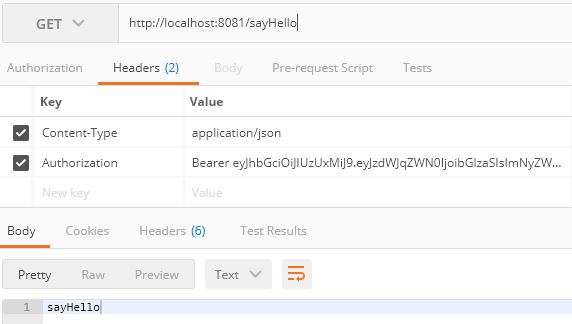 GET http://localhost:8081/sayHello
Authorization Headers (2) Body Pre-request Script Tests
Key Value
Content-Type application/json
Authorization Bearer eyJhbGciOiJIUzUxMiJ9.eyJzdWJqZWN0IjoibGlzaSIsImNyZW...
New key Value
Body Cookies Headers (6) Test Results
Pretty Raw Preview Text
1 sayHello